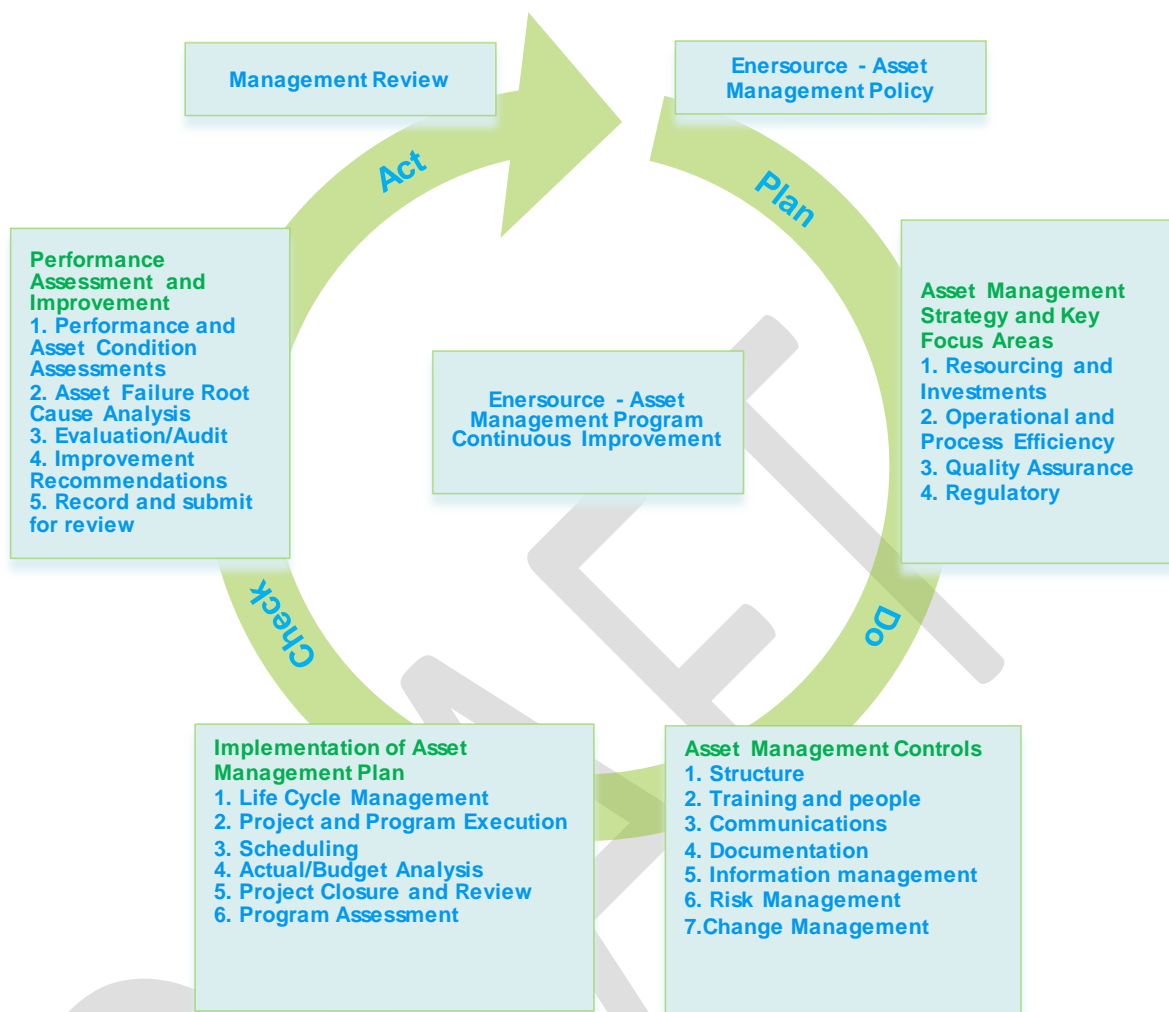 Management Review
Enersource - Asset
Management Policy
Act
Plan
Performance
Assessment and
Improvement
1. Performance and
Asset Condition
Assessments
2. Asset Failure Root
Cause Analysis
3. Evaluation/Audit
4. Improvement
Recommendations
5. Record and submit
for review
Enersource - Asset
Management Program
Continuous Improvement
Asset Management
Strategy and Key
Focus Areas
1. Resourcing and
Investments
2. Operational and
Process Efficiency
3. Quality Assurance
4. Regulatory
Check
Do
Implementation of Asset
Management Plan
1. Life Cycle Management
2. Project and Program Execution
3. Scheduling
4. Actual/Budget Analysis
5. Project Closure and Review
6. Program Assessment
Asset Management Controls
1. Structure
2. Training and people
3. Communications
4. Documentation
5. Information management
6. Risk Management
7.Change Management